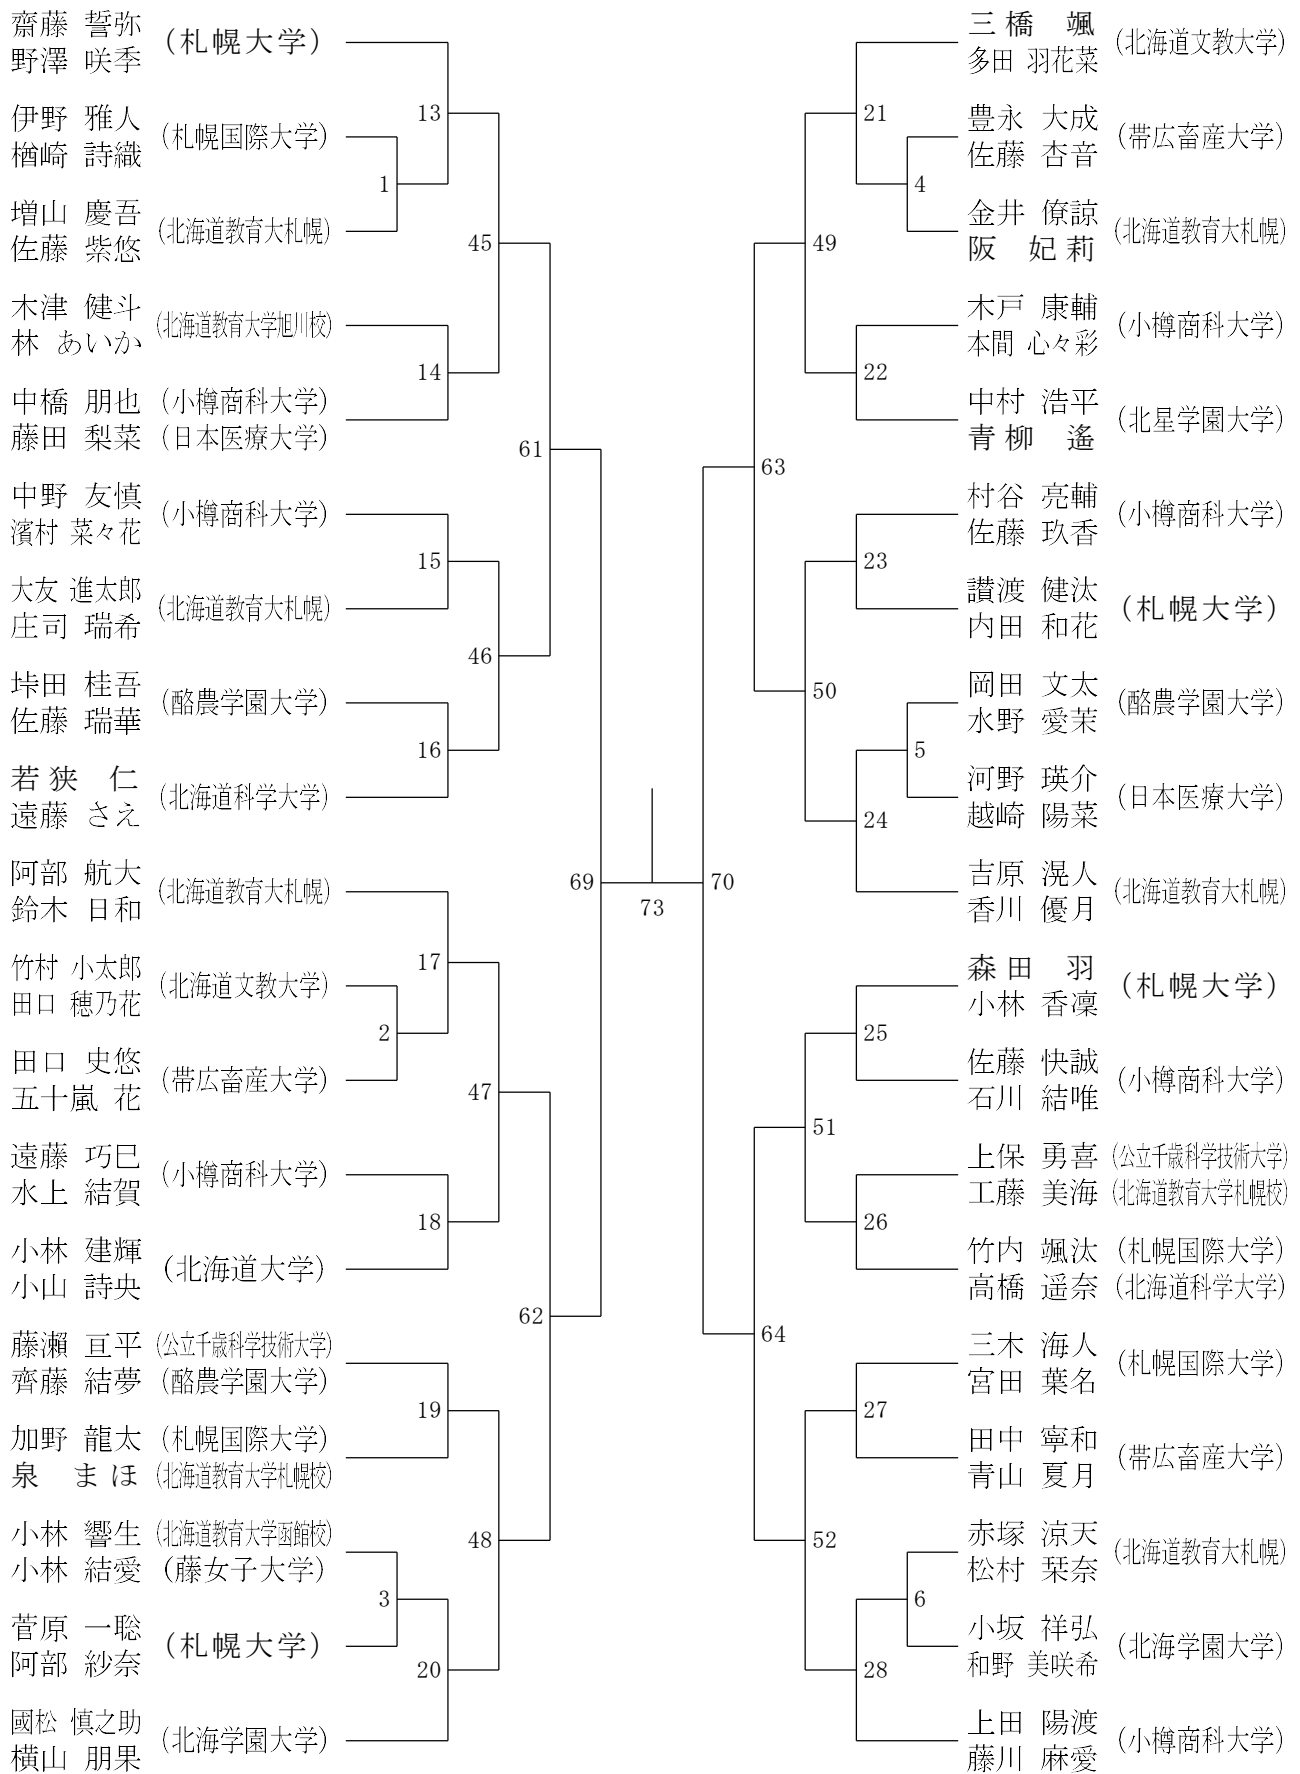 齋藤 誓弥
野澤 咲季
(札幌大学)
伊野 雅人
楢崎 詩織
(札幌国際大学)
増山 慶吾
佐藤 紫悠
(北海道教育大札幌)
木津 健斗
林 あいか
(北海道教育大学旭川校)
中橋 朋也 (小樽商科大学)
藤田 梨菜 (日本医療大学)
中野 友慎
濱村 菜々花
(小樽商科大学)
大友 進太郎
庄司 瑞希
(北海道教育大札幌)
垰田 桂吾
佐藤 瑞華
(酪農学園大学)
若狭 仁
遠藤 さえ
(北海道科学大学)
阿部 航大
鈴木 日和
(北海道教育大札幌)
竹村 小太郎
田口 穂乃花
(北海道文教大学)
田口 史悠
五十嵐 花
(帯広畜産大学)
遠藤 巧巳
水上 結賀
(小樽商科大学)
小林 建輝
小山 詩央
(北海道大学)
藤瀬 亘平 (公立千歳科学技術大学)
齊藤 結夢 (酪農学園大学)
加野 龍太 (札幌国際大学)
泉 まほ (北海道教育大学札幌校)
小林 響生 (北海道教育大学函館校)
小林 結愛 (藤女子大学)
菅原 一聡
阿部 紗奈
(札幌大学)
國松 慎之助
横山 朋果
(北海学園大学)
1
2
3
13
14
15
16
17
18
19
20
45
46
47
48
61
62
69
73
70
63
64
49
50
51
52
21
22
23
24
25
26
27
28
4
5
6
三橋 颯
多田 羽花菜
(北海道文教大学)
豊永 大成
佐藤 杏音
(帯広畜産大学)
金井 僚諒
阪 妃莉
(北海道教育大札幌)
木戸 康輔
本間 心々彩
(小樽商科大学)
中村 浩平
青柳 遙
(北星学園大学)
村谷 亮輔
佐藤 玖香
(小樽商科大学)
讃渡 健汰
内田 和花
(札幌大学)
岡田 文太
水野 愛茉
(酪農学園大学)
河野 瑛介
越崎 陽菜
(日本医療大学)
吉原 滉人
香川 優月
(北海道教育大札幌)
森田 羽
小林 香凜
(札幌大学)
佐藤 快誠
石川 結唯
(小樽商科大学)
上保 勇喜 (公立千歳科学技術大学)
工藤 美海 (北海道教育大学札幌校)
竹内 颯汰 (札幌国際大学)
高橋 遥奈 (北海道科学大学)
三木 海人
宮田 葉名
(札幌国際大学)
田中 寧和
青山 夏月
(帯広畜産大学)
赤塚 涼天
松村 栞奈
(北海道教育大札幌)
小坂 祥弘
和野 美咲希
(北海学園大学)
上田 陽渡
藤川 麻愛
(小樽商科大学)